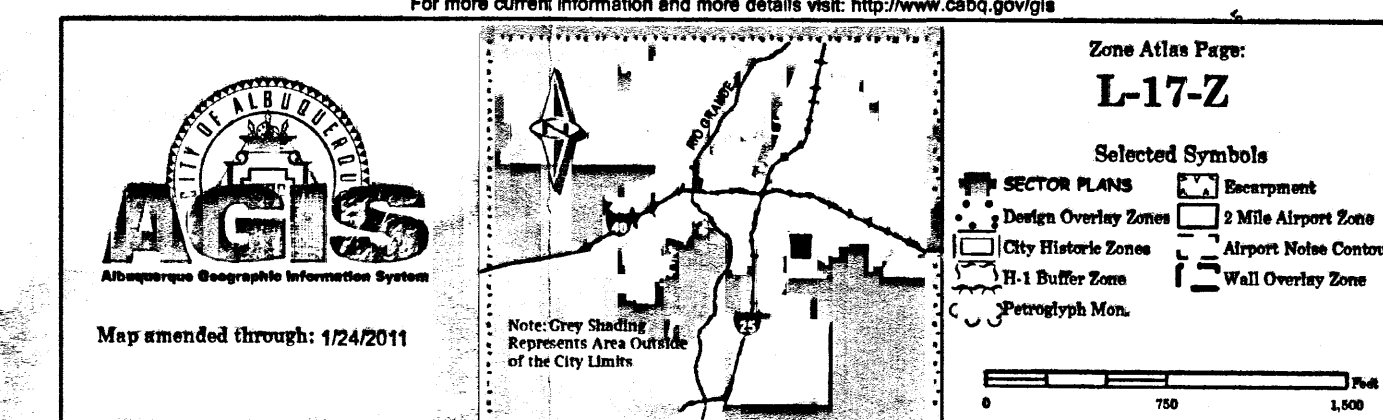 For more current information and more details visit: http://www.cabq.gov/gis
CITY OF ALBUQUERQU
AGIS
Albuquerque Geographic Information System
Map amended through: 1/24/2011
N
RIO GRANDE
40
25
Note: Grey Shading
Represents Area Outside
of the City Limits
Zone Atlas Page:
L-17-Z
Selected Symbols
SECTOR PLANS
Escarpment
Design Overlay Zones
2 Mile Airport Zone
City Historic Zones
Airport Noise Contou
H-1 Buffer Zone
Wall Overlay Zone
Petroglyph Mon.
Feet
0 750 1,500